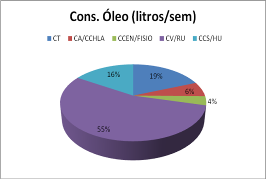 Cons. Óleo (litros/sem)
CT CA/CCHLA CCEN/FISIO CV/RU CCS/HU
16% 19%
6%
4%
55%